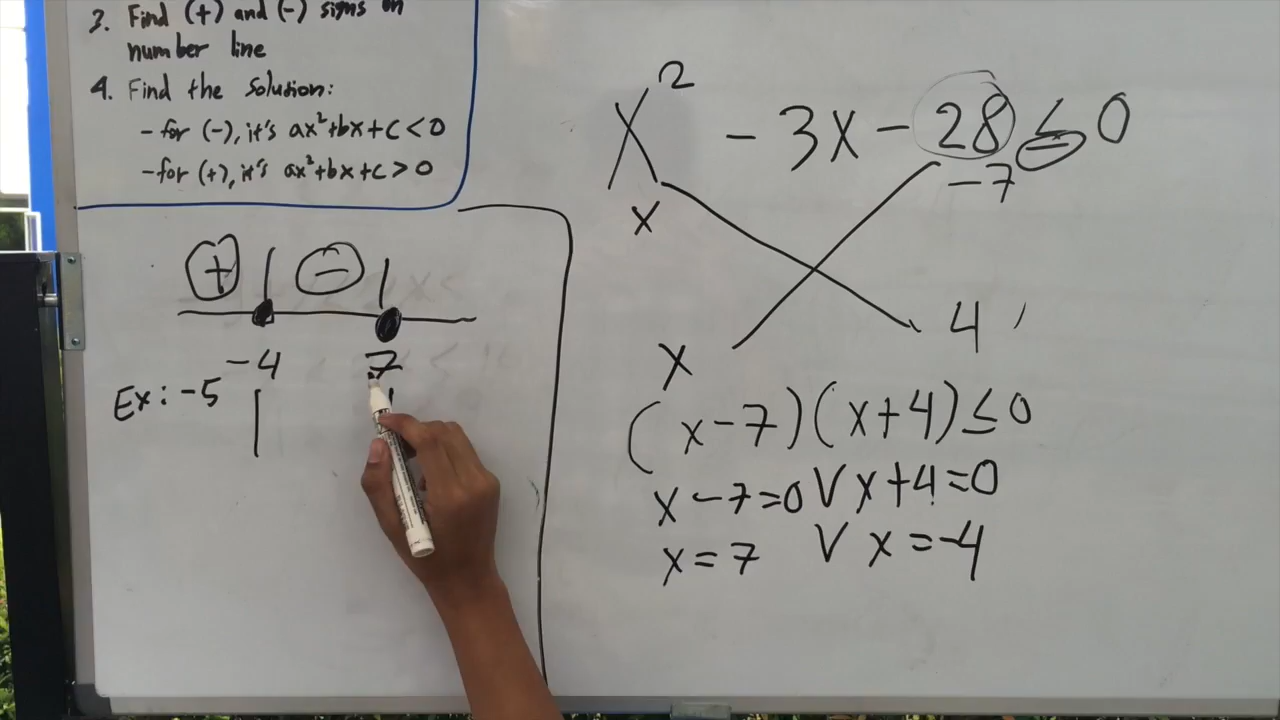 3. Find (+) and (-) signs on
number line
4. Find the solution:
- for (-), it's ax²+bx+c < 0
- for (+), it's ax²+bx+c > 0
+ | - |
-4 7
Ex: -5
x² - 3x - 28 ≤ 0
-7
x
4
x
(x-7)(x+4) ≤ 0
x-7=0 V x+4=0
x=7 V x=-4